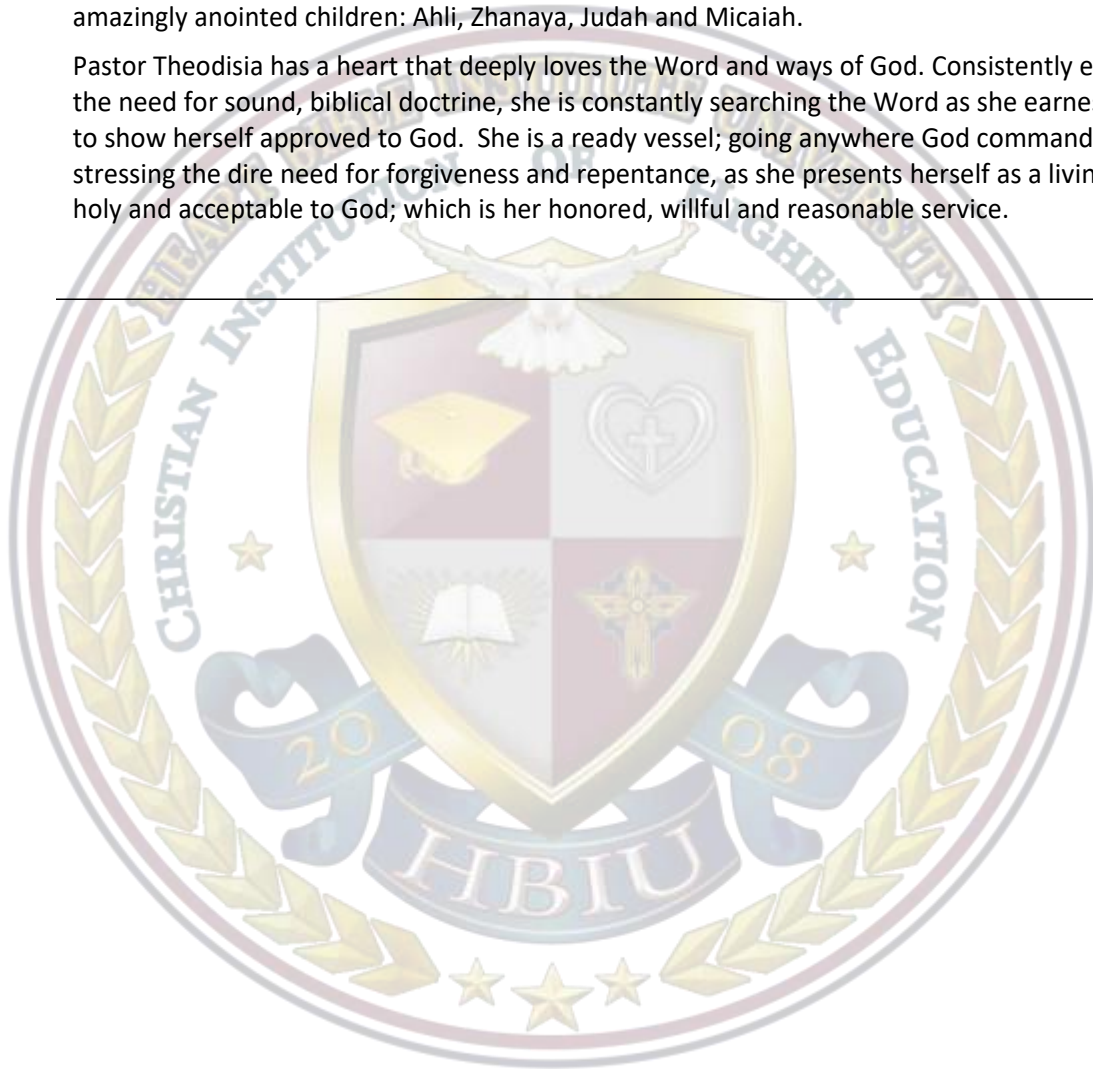 amazingly anointed children: Ahli, Zhanaya, Judah and Micaiah.
Pastor Theodisia has a heart that deeply loves the Word and ways of God. Consistently e
the need for sound, biblical doctrine, she is constantly searching the Word as she earnes
to show herself approved to God.  She is a ready vessel; going anywhere God command
stressing the dire need for forgiveness and repentance, as she presents herself as a livin
holy and acceptable to God; which is her honored, willful and reasonable service.
HEART BIBLE INSTITUTE UNIVERSITY
CHRISTIAN INSTITUTION OF HIGHER EDUCATION
20 08
HBIU